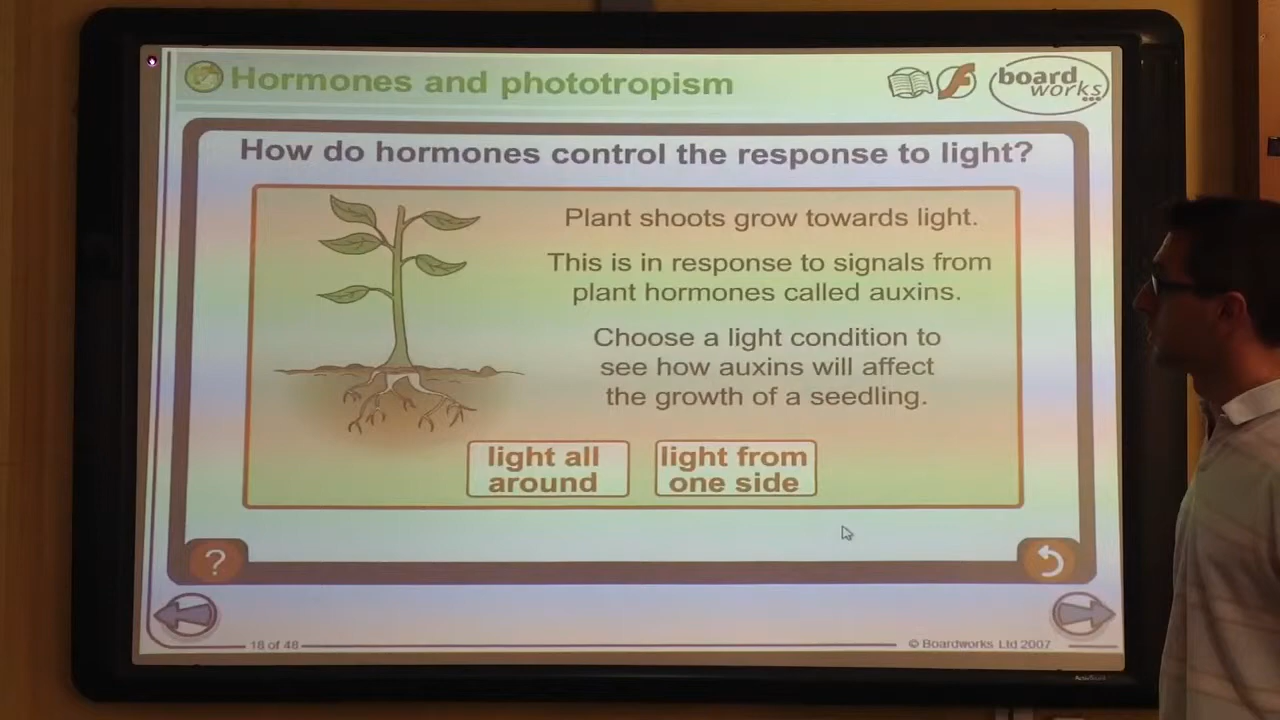 Hormones and phototropism
board
works
How do hormones control the response to light?
Plant shoots grow towards light.
This is in response to signals from
plant hormones called auxins.
Choose a light condition to
see how auxins will affect
the growth of a seedling.
light all
around
light from
one side
?
18 of 48
© Boardworks Ltd 2007